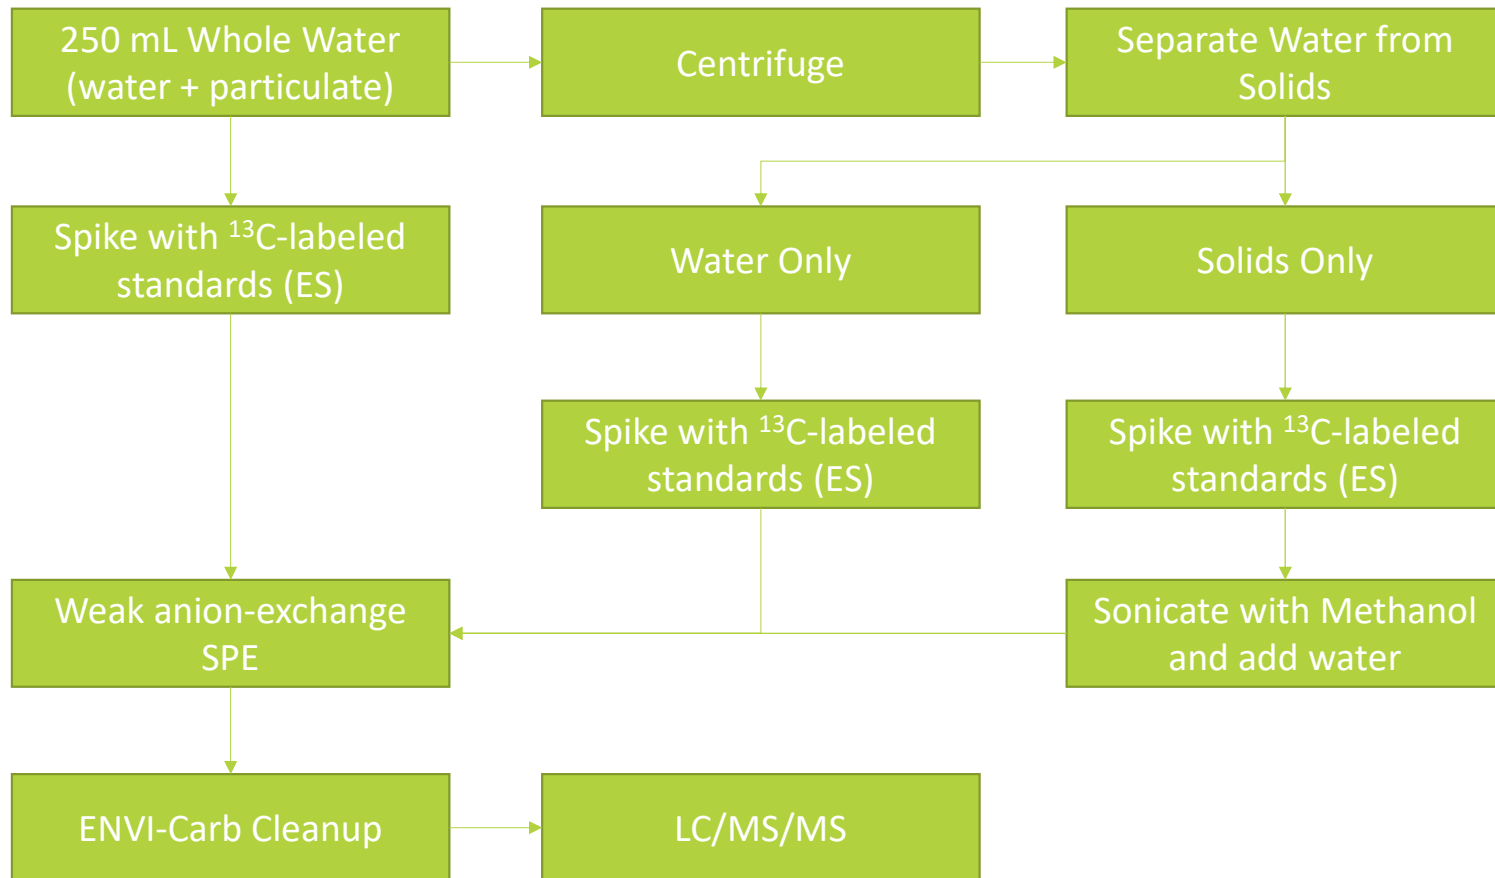 250 mL Whole Water
(water + particulate)
Centrifuge
Separate Water from
Solids
Spike with ¹³C-labeled
standards (ES)
Water Only
Solids Only
Spike with ¹³C-labeled
standards (ES)
Spike with ¹³C-labeled
standards (ES)
Weak anion-exchange
SPE
Sonicate with Methanol
and add water
ENVI-Carb Cleanup
LC/MS/MS